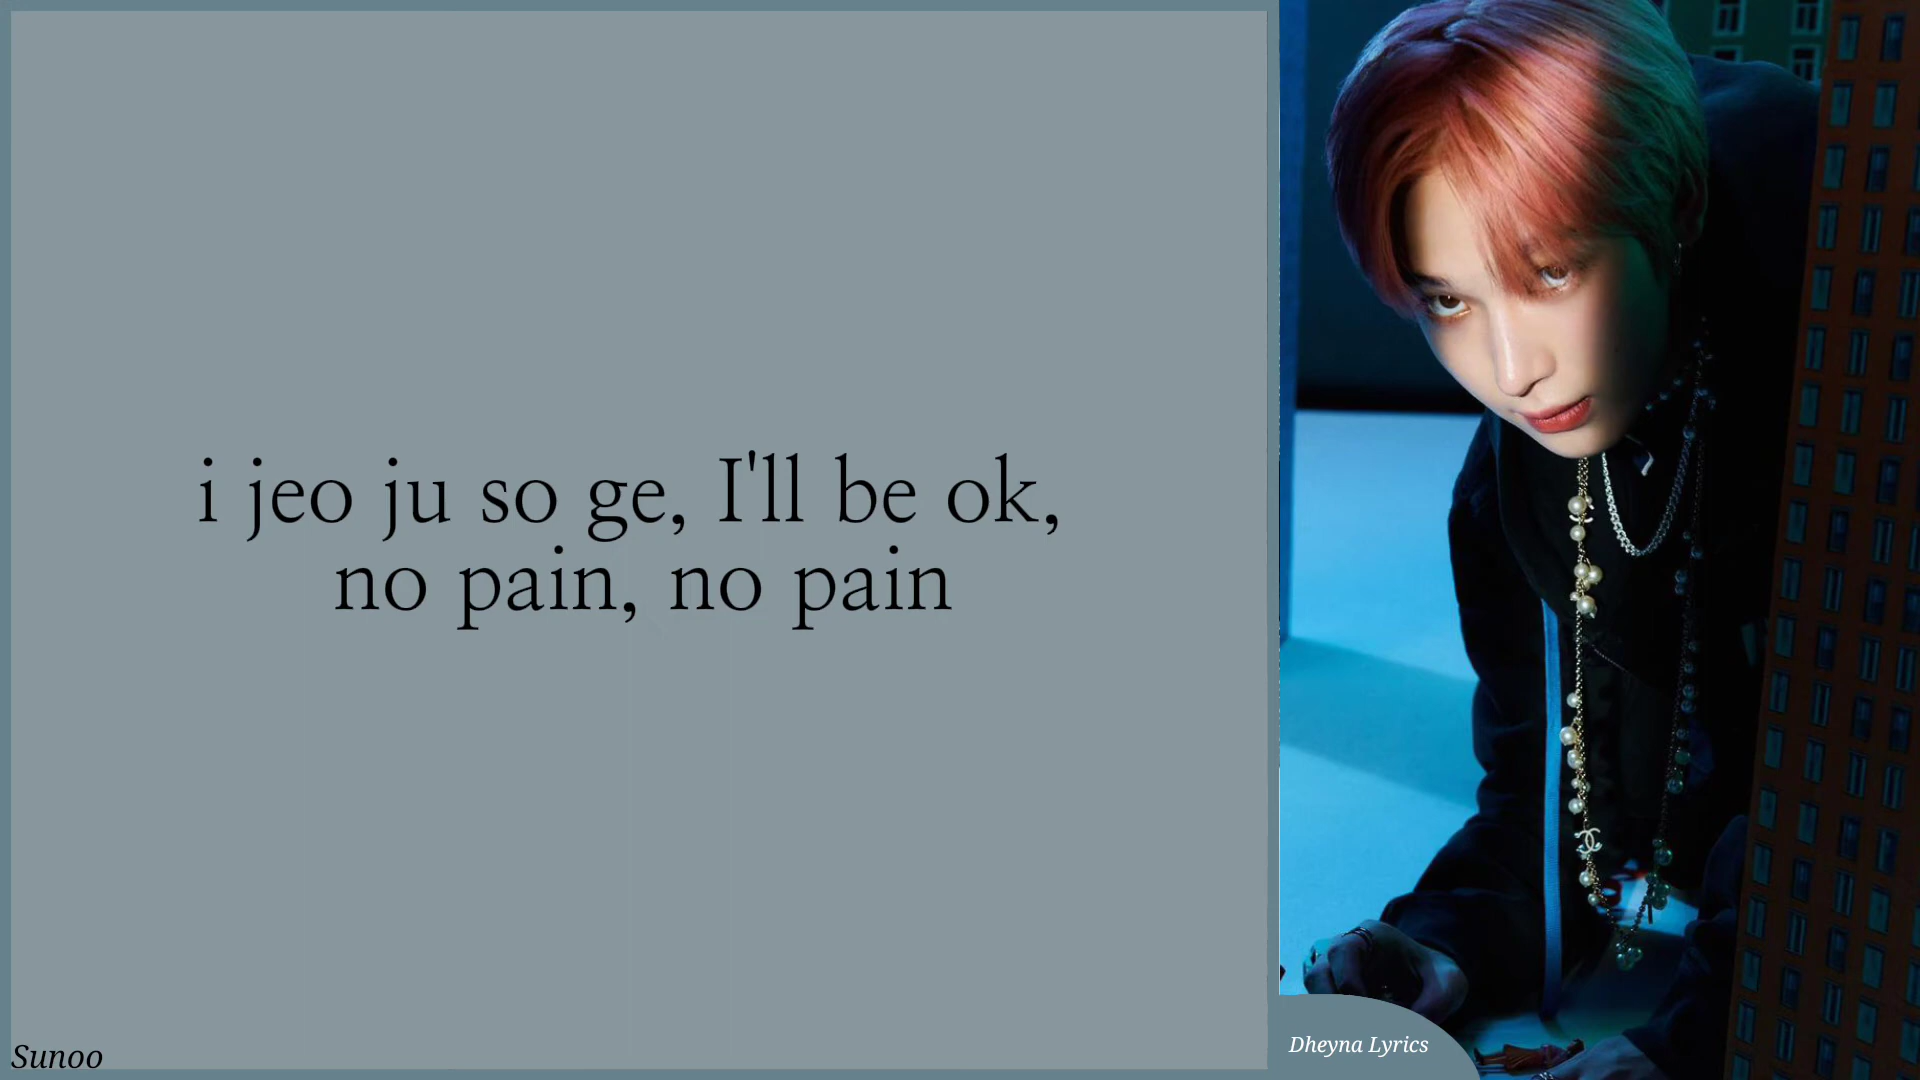 i jeo ju so ge, I'll be ok,
no pain, no pain
Sunoo
Dheyna Lyrics